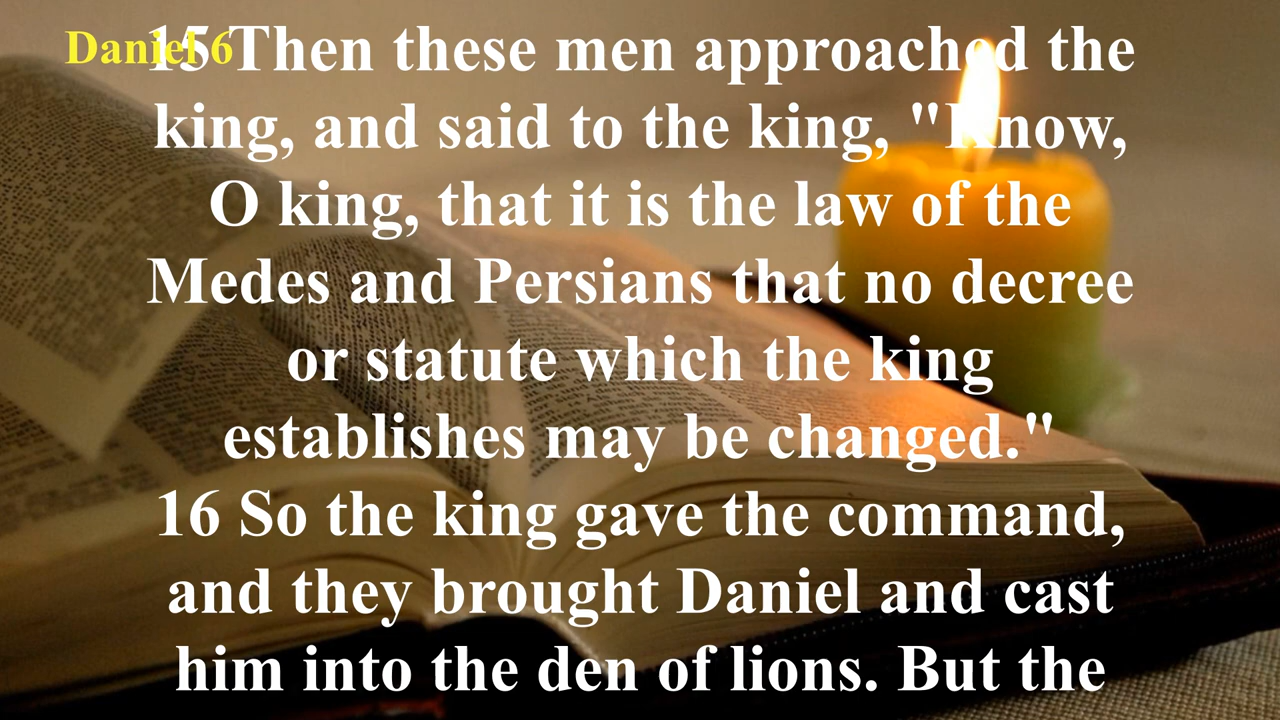 Daniel 6
15 Then these men approached the
king, and said to the king, "Know,
O king, that it is the law of the
Medes and Persians that no decree
or statute which the king
establishes may be changed."
16 So the king gave the command,
and they brought Daniel and cast
him into the den of lions. But the